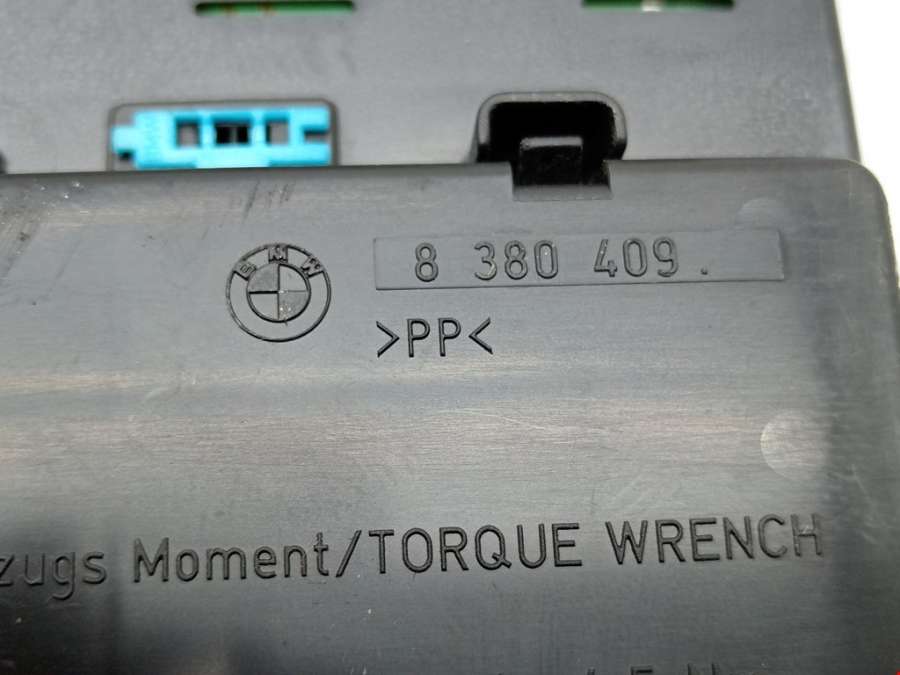 BMW
8 380 409.
>PP<
zugs Moment/TORQUE WRENCH